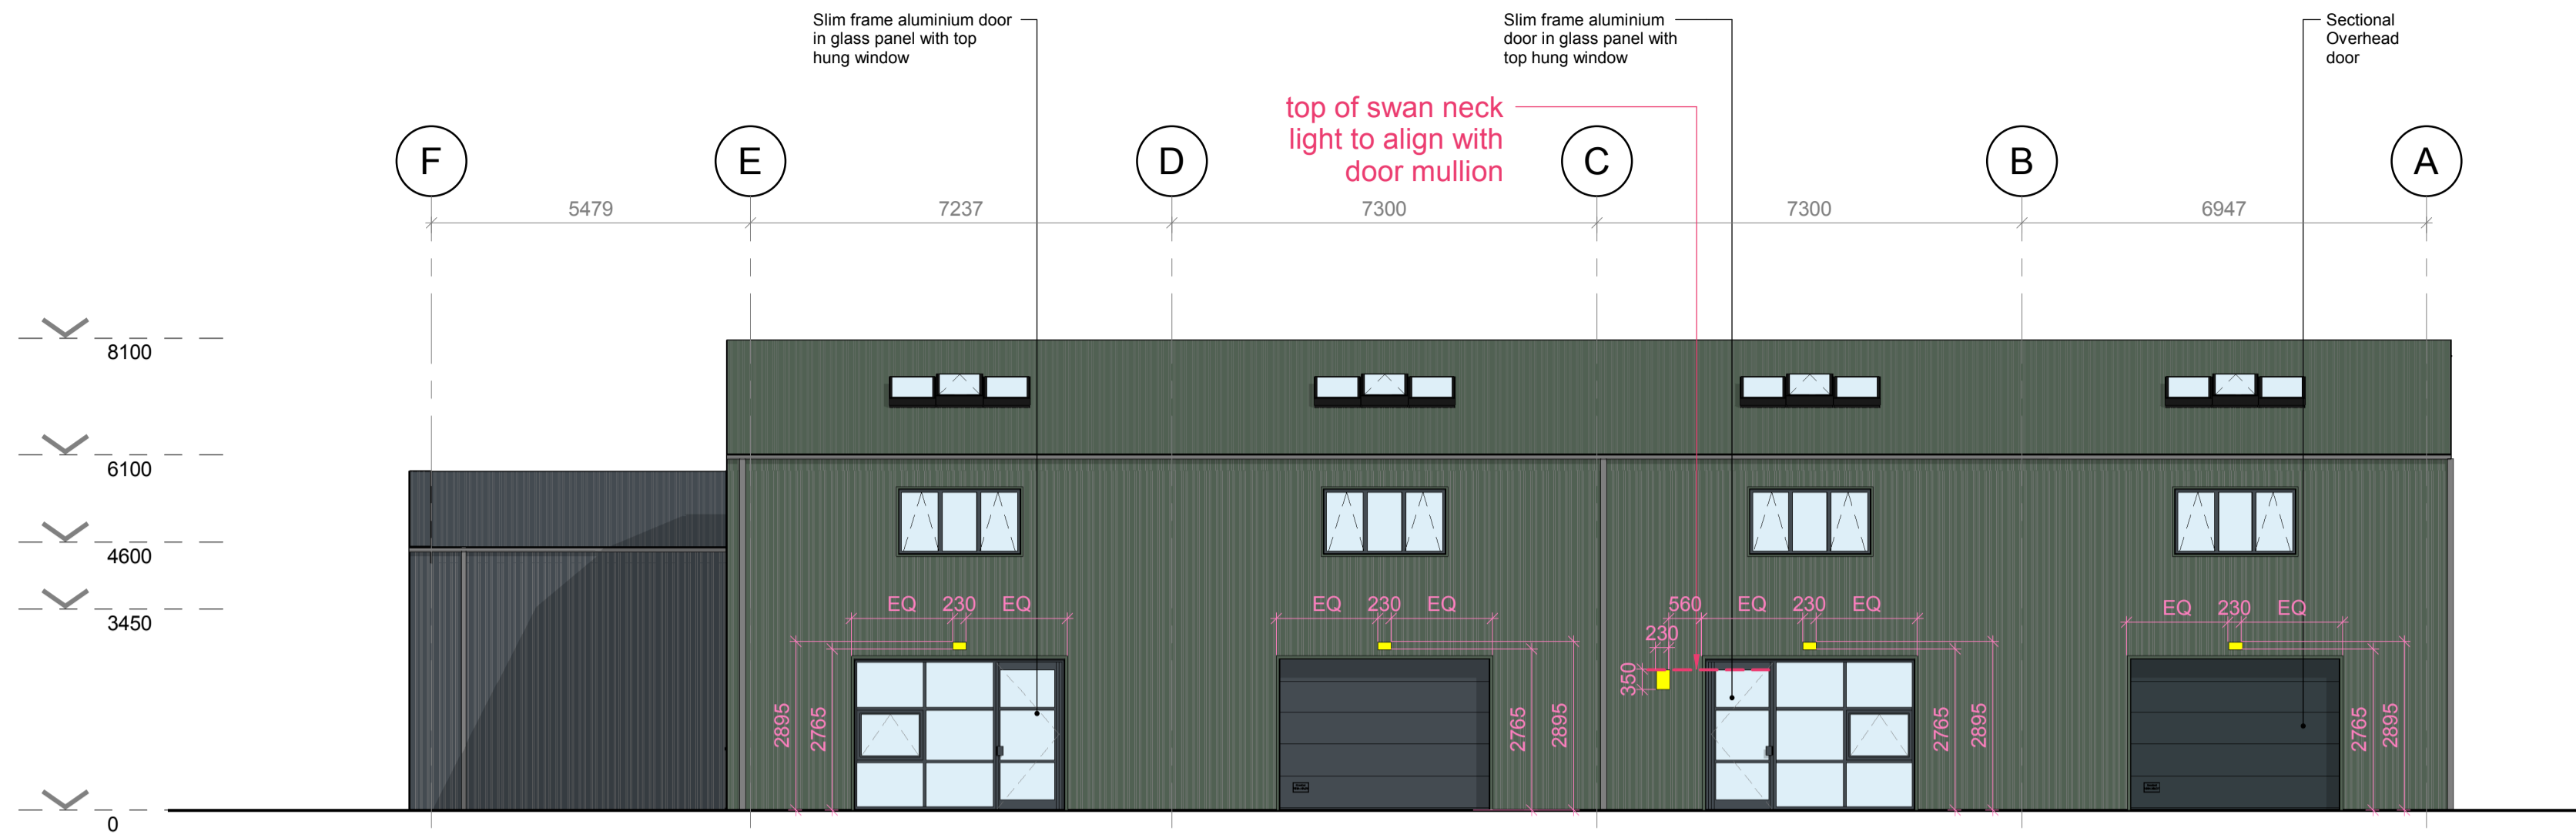 Slim frame aluminium door
in glass panel with top
hung window
Slim frame aluminium
door in glass panel with
top hung window
Sectional
Overhead
door
top of swan neck
light to align with
door mullion
F
E
D
C
B
A
5479
7237
7300
7300
6947
8100
6100
4600
3450
0
EQ 230 EQ
2895
2765
EQ 230 EQ
2765
2895
560 EQ 230 EQ
230
350
2765
2895
EQ 230 EQ
2765
2895